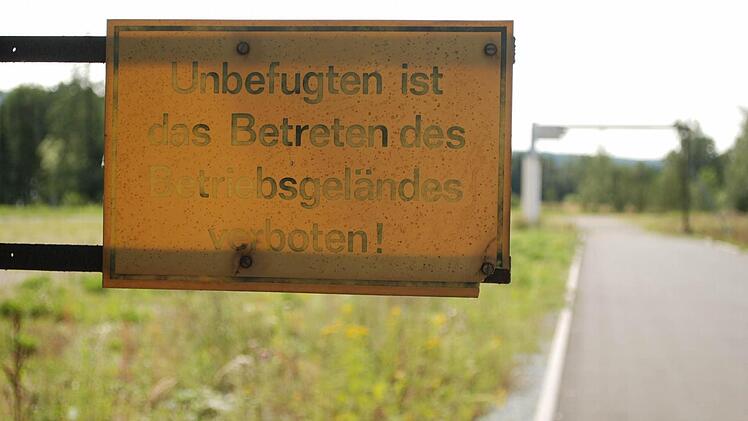 Unbefugten ist
das Betreten des
Betriebsgeländes
verboten!